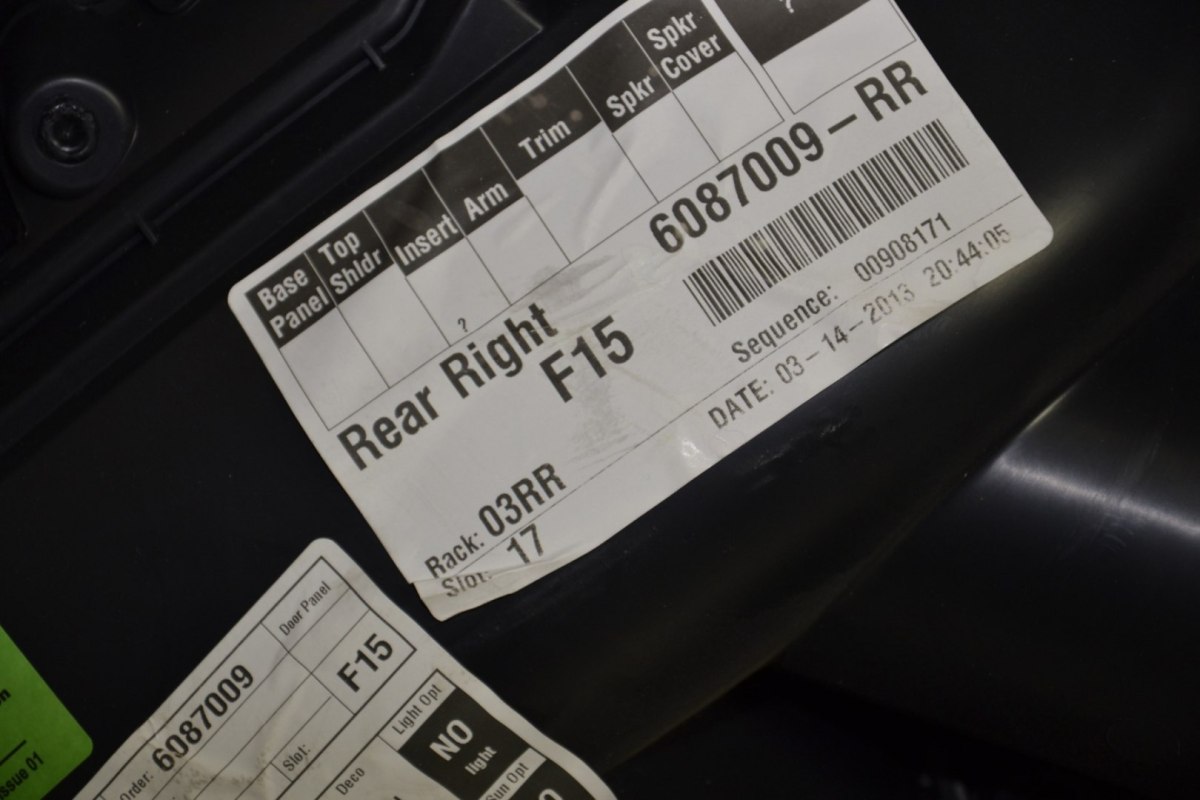 Base Panel
Top Shldr
Insert
Arm
Trim
Spkr
Spkr Cover
?
?
6087009-RR
Rear Right
F15
Sequence: 00908171
DATE: 03-14-2013 20:44:05
Rack: 03RR
Slot: 17
Door Panel
F15
Order: 6087009
Slot:
Deco
Light Opt
NO
light
Sun Opt
Issue 01